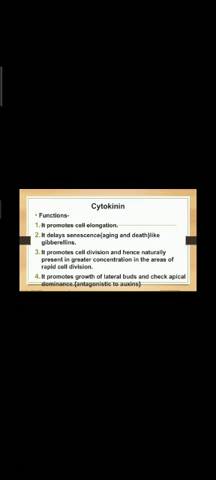 Cytokinin
• Functions-
1. It promotes cell elongation.
2. It delays senescence(aging and death)like
gibberellins.
3. It promotes cell division and hence naturally
present in greater concentration in the areas of
rapid cell division.
4. It promotes growth of lateral buds and check apical
dominance.(antagonistic to auxins)